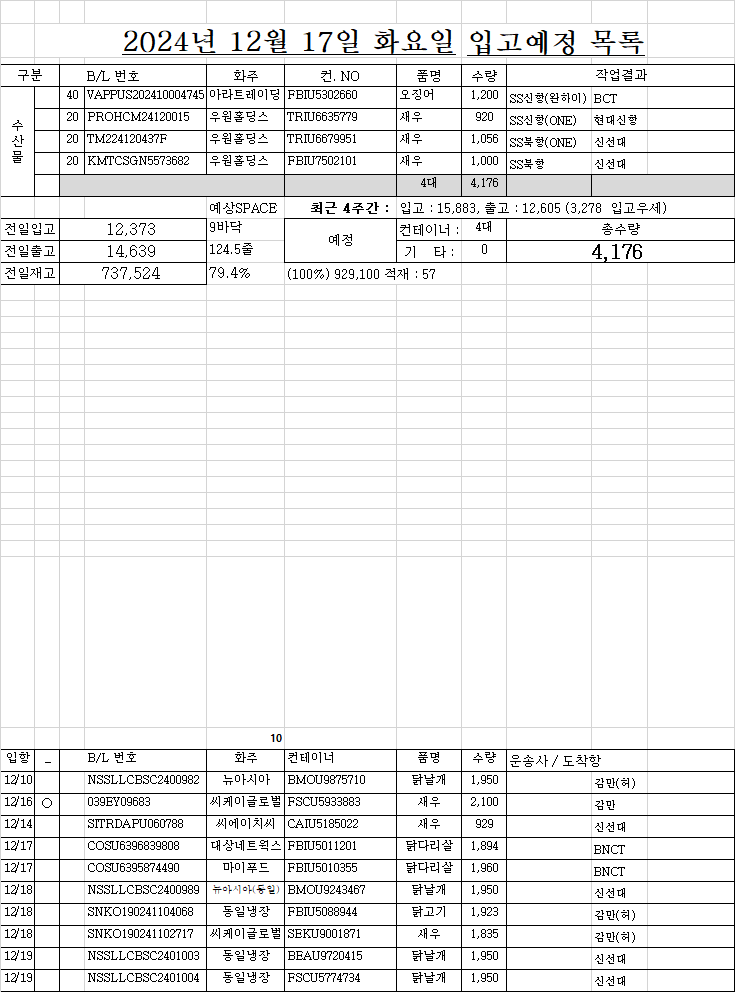 2024년 12월 17일 화요일 입고예정 목록
구분 B/L 번호 화주 컨. NO 품명 수량 작업결과
수산물
40 VAPPUS202410004745 아라트레이딩 FBIU5302660 오징어 1,200 SS신항(완하이) BCT
20 PROHCM24120015 우원홀딩스 TRIU6635779 새우 920 SS신항(ONE) 현대신항
20 TM224120437F 우원홀딩스 TRIU6679951 새우 1,056 SS북항(ONE) 신선대
20 KMTCSGN5573682 우원홀딩스 FBIU7502101 새우 1,000 SS북항 신선대
4대 4,176
예상SPACE 최근 4주간 : 입고 : 15,883, 출고 : 12,605 (3,278 입고우세)
전일입고 12,373 9바닥 예정 컨테이너 : 4대 총수량
전일출고 14,639 124.5줄 기 타 : 0 4,176
전일재고 737,524 79.4% (100%) 929,100 적재 : 57
10
입항 _ B/L 번호 화주 컨테이너 품명 수량 운송사 / 도착항
12/10 NSSLLCBSC2400982 뉴아시아 BMOU9875710 닭날개 1,950 감만(허)
12/16 ○ 039EY09683 씨케이글로벌 FSCU5933883 새우 2,100 감만
12/14 SITRDAPU060788 씨에이치씨 CAIU5185022 새우 929 신선대
12/17 COSU6396839808 대상네트웍스 FBIU5011201 닭다리살 1,894 BNCT
12/17 COSU6395874490 마이푸드 FBIU5010355 닭다리살 1,960 BNCT
12/18 NSSLLCBSC2400989 뉴아시아(동일) BMOU9243467 닭날개 1,950 신선대
12/18 SNKO190241104068 동일냉장 FBIU5088944 닭고기 1,923 감만(허)
12/18 SNKO190241102717 씨케이글로벌 SEKU9001871 새우 1,835 감만(허)
12/19 NSSLLCBSC2401003 동일냉장 BEAU9720415 닭날개 1,950 신선대
12/19 NSSLLCBSC2401004 동일냉장 FSCU5774734 닭날개 1,950 신선대